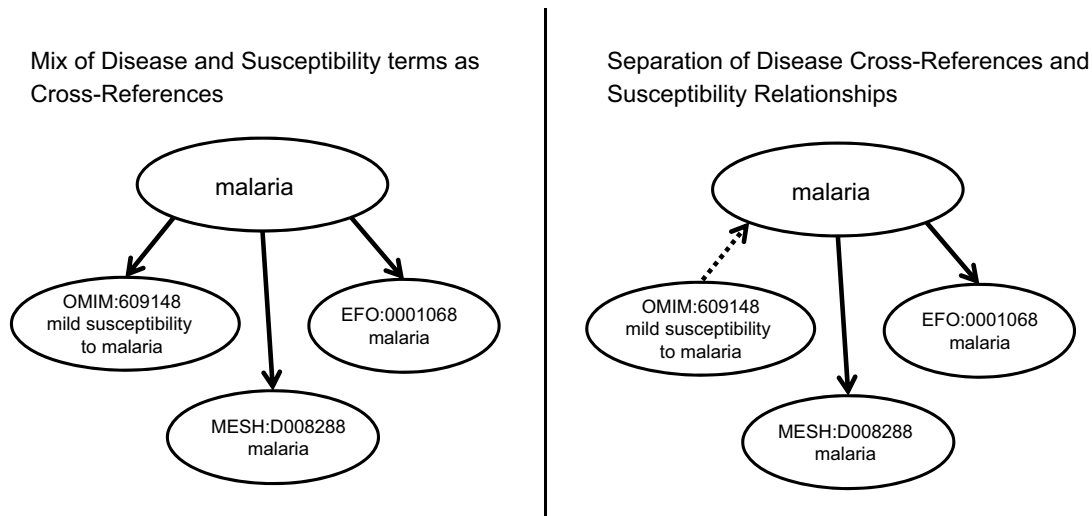 Mix of Disease and Susceptibility terms as
Cross-References
malaria
OMIM:609148
mild susceptibility
to malaria
EFO:0001068
malaria
MESH:D008288
malaria
Separation of Disease Cross-References and
Susceptibility Relationships
malaria
OMIM:609148
mild susceptibility
to malaria
EFO:0001068
malaria
MESH:D008288
malaria